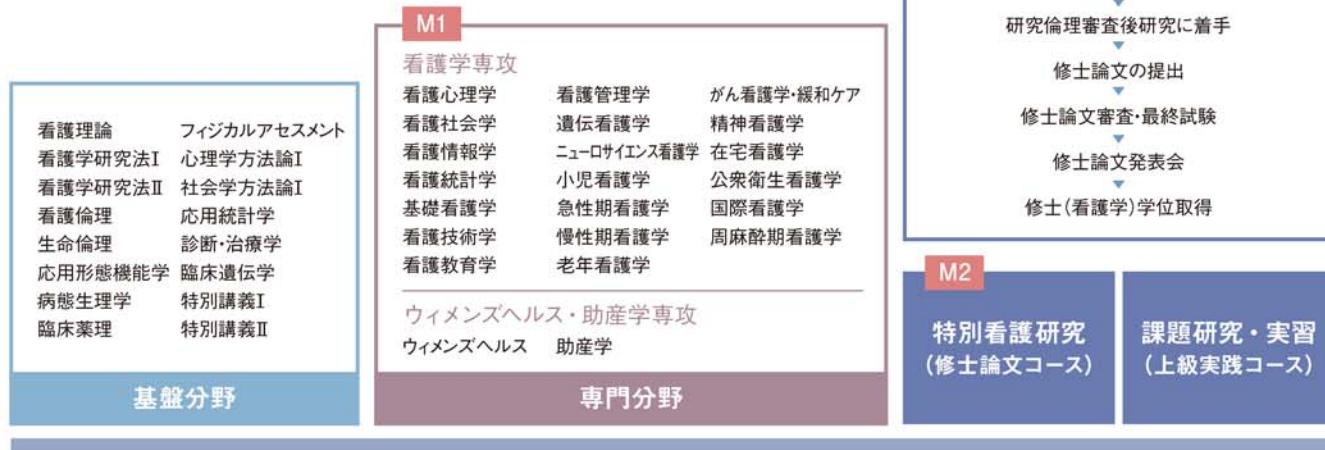 看護理論 フィジカルアセスメント
看護学研究法Ⅰ 心理学方法論Ⅰ
看護学研究法Ⅱ 社会学方法論Ⅰ
看護倫理 応用統計学
生命倫理 診断・治療学
応用形態機能学 臨床遺伝学
病態生理学 特別講義Ⅰ
臨床薬理 特別講義Ⅱ
基盤分野
M1
看護学専攻
看護心理学 看護管理学 がん看護学・緩和ケア
看護社会学 遺伝看護学 精神看護学
看護情報学 ニューロサイエンス看護学 在宅看護学
看護統計学 小児看護学 公衆衛生看護学
基礎看護学 急性期看護学 国際看護学
看護技術学 慢性期看護学 周麻酔期看護学
看護教育学 老年看護学
ウィメンズヘルス・助産学専攻
ウィメンズヘルス 助産学
専門分野
研究倫理審査後研究に着手
修士論文の提出
修士論文審査・最終試験
修士論文発表会
修士(看護学)学位取得
M2
特別看護研究
(修士論文コース)
課題研究・実習
(上級実践コース)